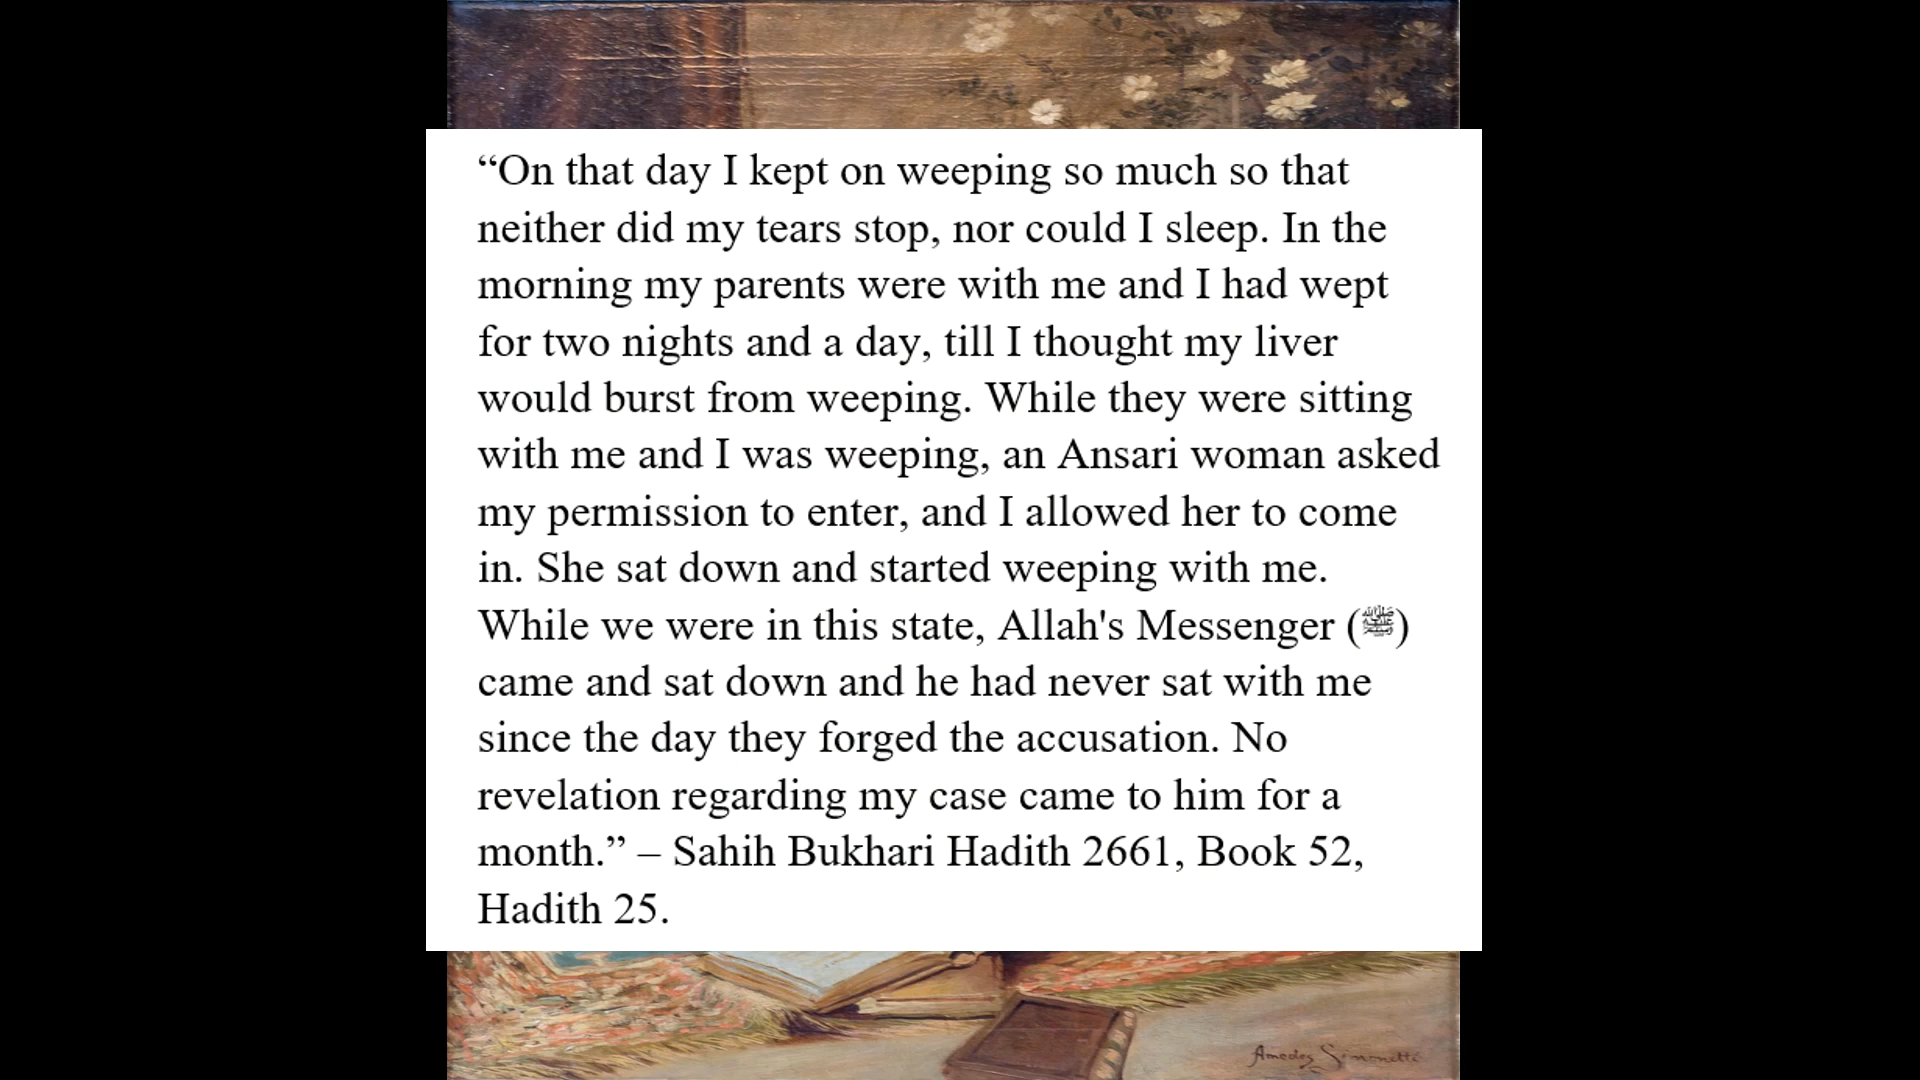 “On that day I kept on weeping so much so that
neither did my tears stop, nor could I sleep. In the
morning my parents were with me and I had wept
for two nights and a day, till I thought my liver
would burst from weeping. While they were sitting
with me and I was weeping, an Ansari woman asked
my permission to enter, and I allowed her to come
in. She sat down and started weeping with me.
While we were in this state, Allah's Messenger (ﷺ)
came and sat down and he had never sat with me
since the day they forged the accusation. No
revelation regarding my case came to him for a
month.” – Sahih Bukhari Hadith 2661, Book 52,
Hadith 25.
Amedeo Simonetti